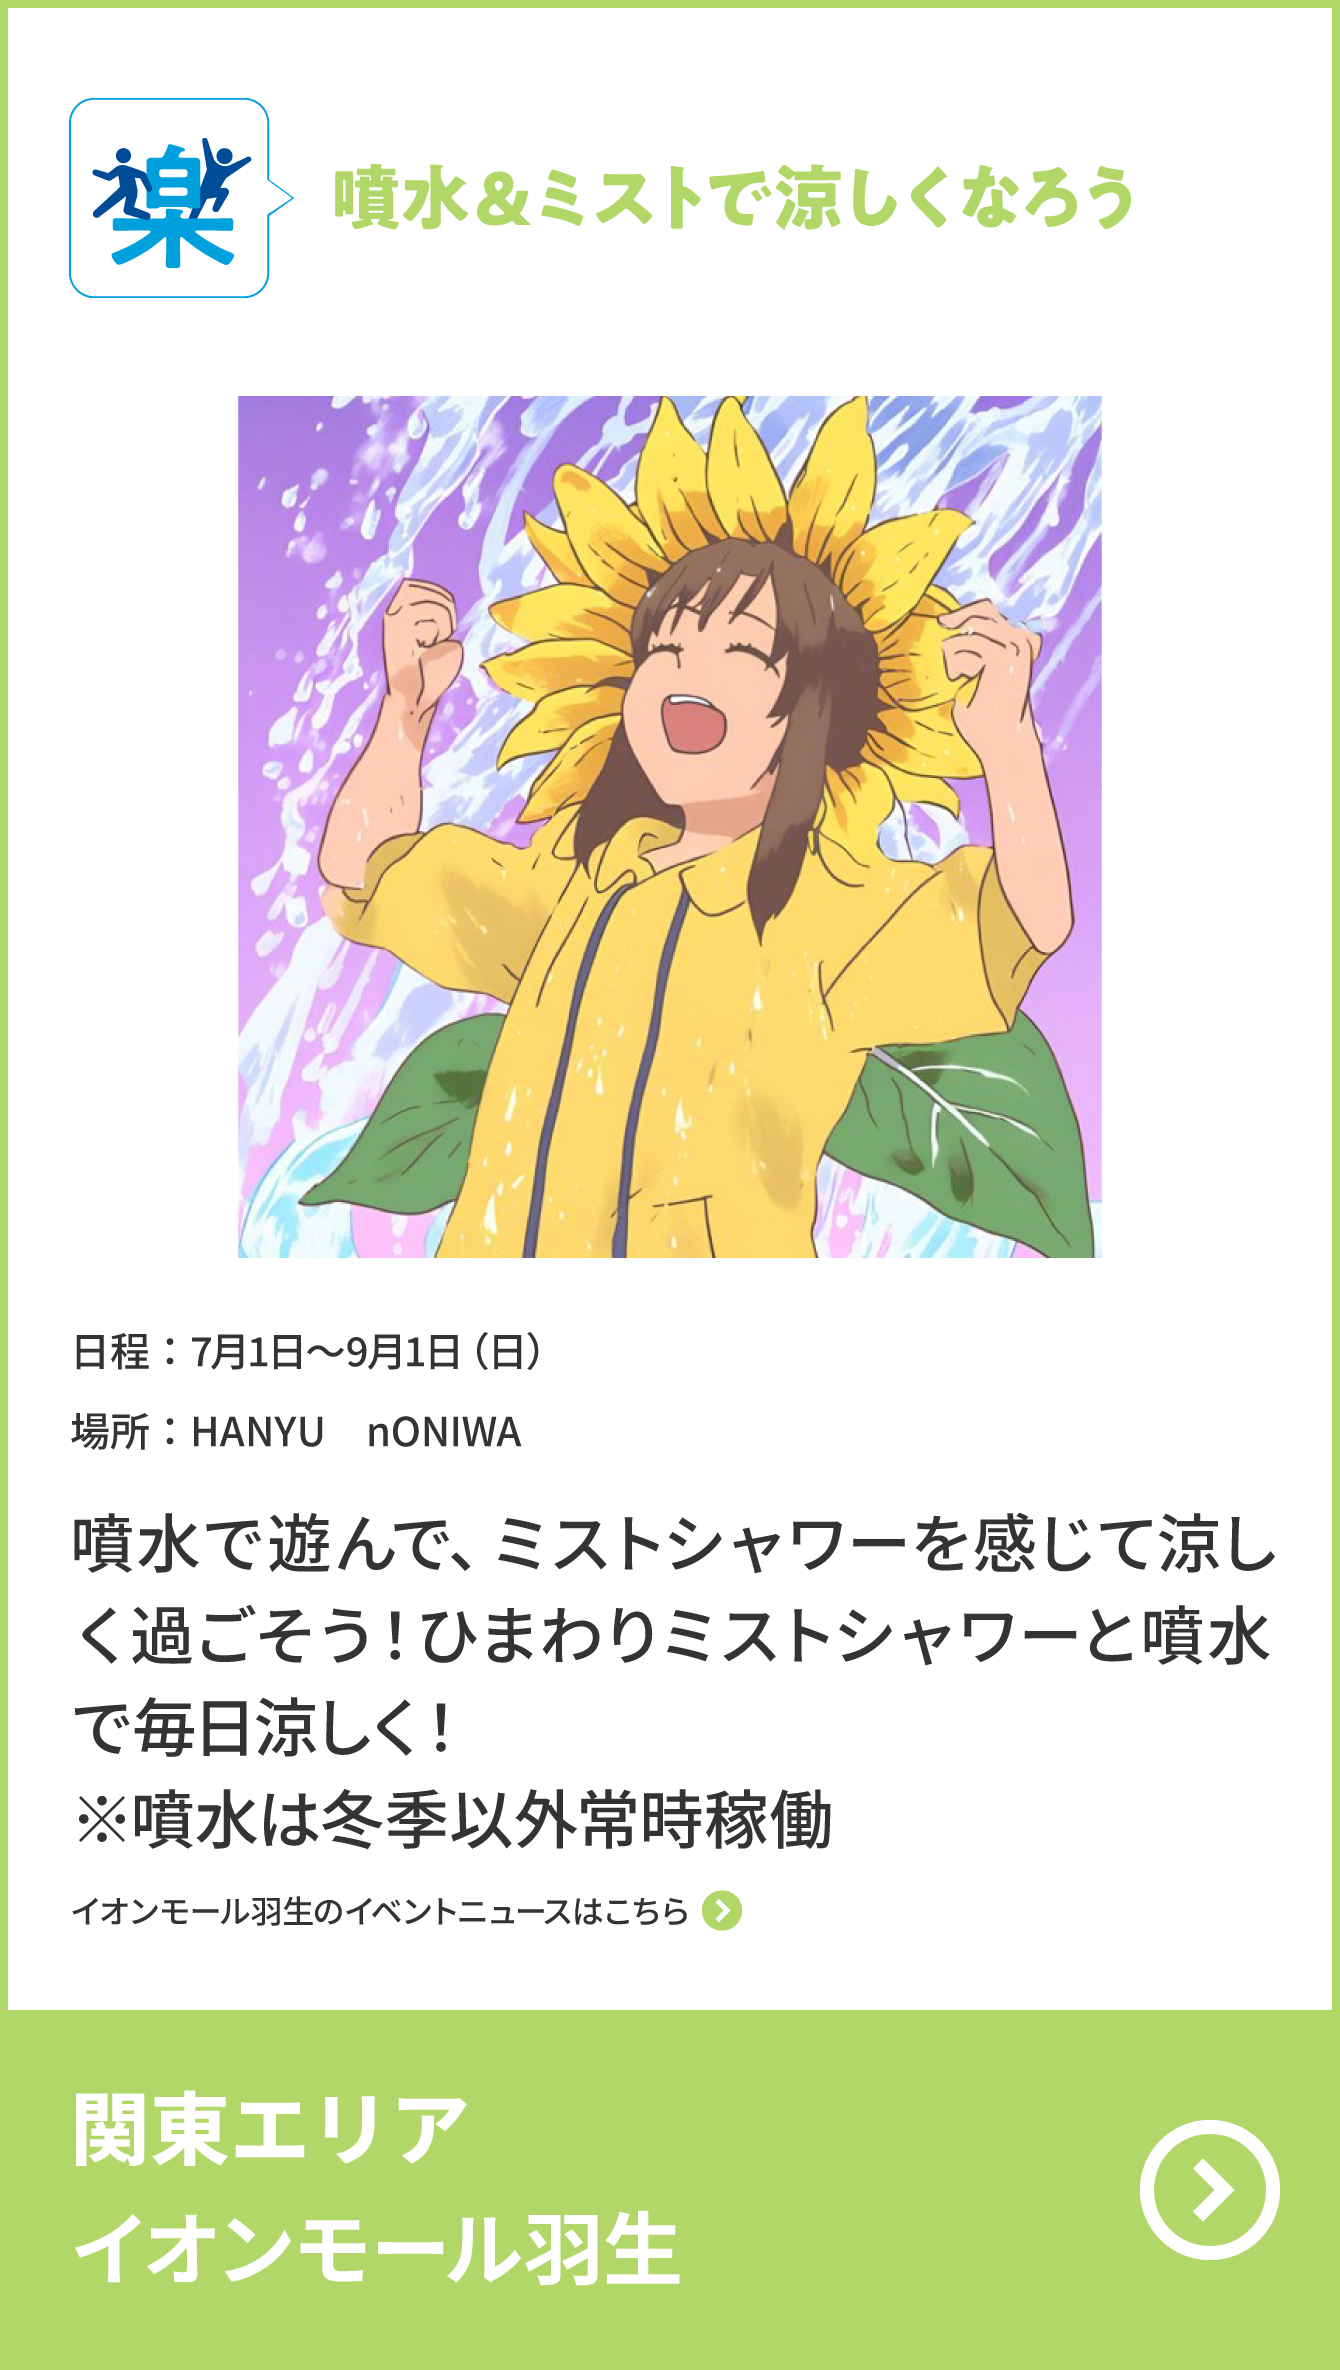 楽
噴水＆ミストで涼しくなろう
日程：7月1日～9月1日（日）
場所：HANYU　nONIWA
噴水で遊んで、ミストシャワーを感じて涼し
く過ごそう！ひまわりミストシャワーと噴水
で毎日涼しく！
※噴水は冬季以外常時稼働
イオンモール羽生のイベントニュースはこちら
関東エリア
イオンモール羽生